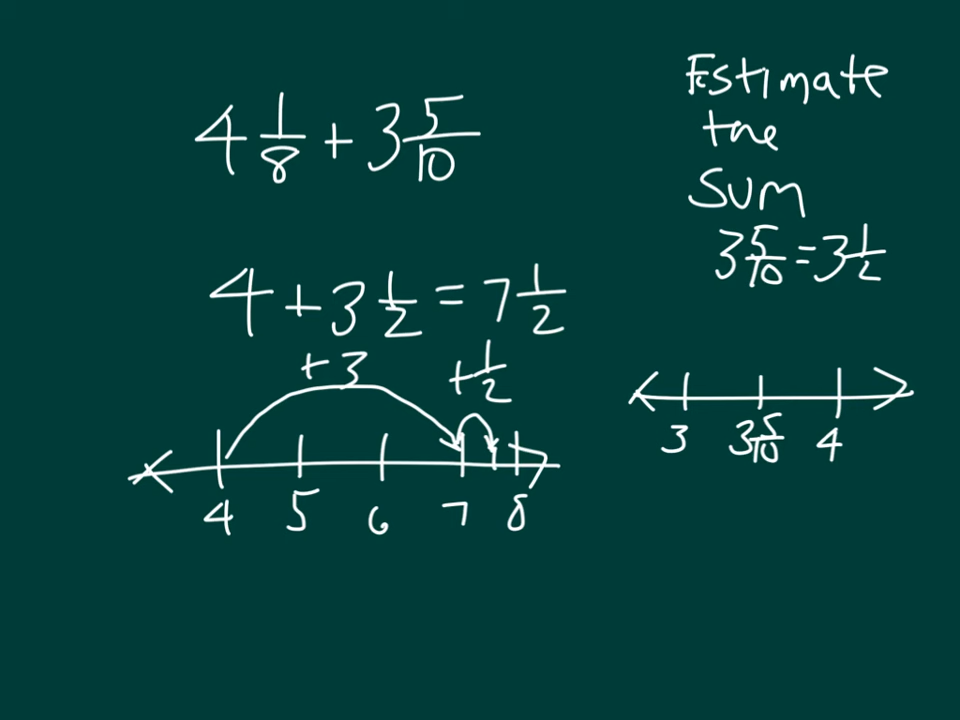 4 1/8 + 3 5/10
Estimate
the
Sum
3 5/10 = 3 1/2
4 + 3 1/2 = 7 1/2
+3 +1/2
4 5 6 7 8
3 3 5/10 4